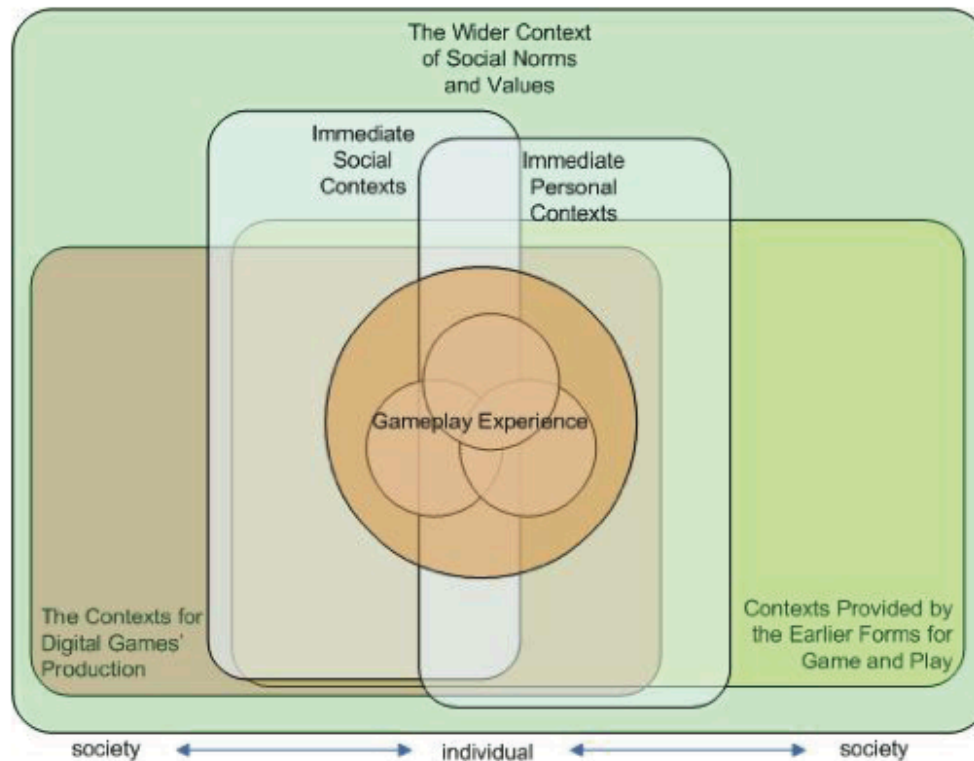 The Wider Context
of Social Norms
and Values
Immediate
Social
Contexts
Immediate
Personal
Contexts
Gameplay Experience
The Contexts for
Digital Games'
Production
Contexts Provided by
the Earlier Forms for
Game and Play
society
individual
society